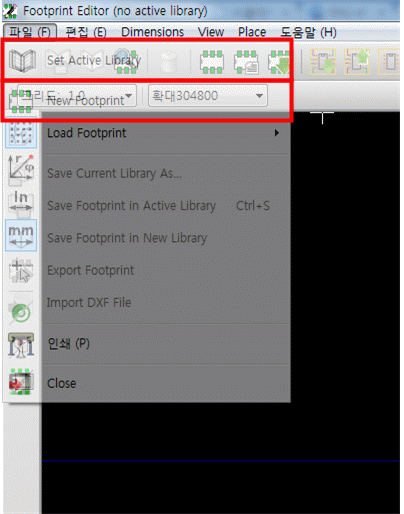 Footprint Editor (no active library)
파일 (F) 편집 (E) Dimensions View Place 도움말 (H)
Set Active Library
그리드: 1.0 확대304800
New Footprint
Load Footprint
Save Current Library As...
Save Footprint in Active Library Ctrl+S
Save Footprint in New Library
Export Footprint
Import DXF File
인쇄 (P)
Close
r
In
mm